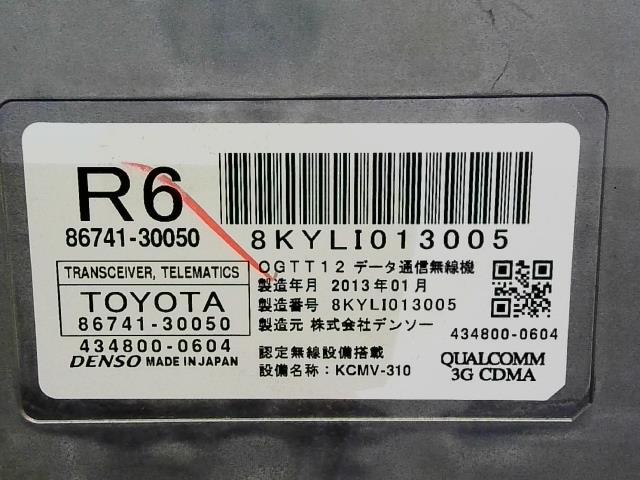 R6
86741-30050
8KYLI013005
TRANSCEIVER, TELEMATICS
TOYOTA
86741-30050
434800-0604
DENSO MADE IN JAPAN
OGTT12 データ通信無線機
製造年月 2013年01月
製造番号 8KYLI013005
製造元 株式会社デンソー
認定無線設備搭載
設備名称:KCMV-310
434800-0604
QUALCOMM
3G CDMA